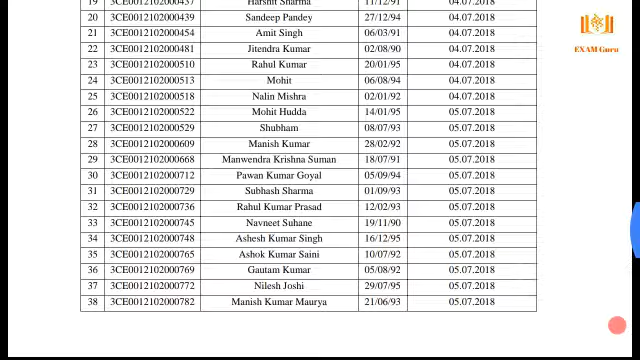 19 3CE0012102000437 Harshit Sharma 11/12/91 04.07.2018
20 3CE0012102000439 Sandeep Pandey 27/12/94 04.07.2018
21 3CE0012102000454 Amit Singh 06/03/91 04.07.2018
22 3CE0012102000481 Jitendra Kumar 02/08/90 04.07.2018
23 3CE0012102000510 Rahul Kumar 20/01/95 04.07.2018
24 3CE0012102000513 Mohit 06/08/94 04.07.2018
25 3CE0012102000518 Nalin Mishra 02/01/92 04.07.2018
26 3CE0012102000522 Mohit Hudda 14/01/95 05.07.2018
27 3CE0012102000529 Shubham 08/07/93 05.07.2018
28 3CE0012102000609 Manish Kumar 28/02/92 05.07.2018
29 3CE0012102000668 Manwendra Krishna Suman 18/07/91 05.07.2018
30 3CE0012102000712 Pawan Kumar Goyal 05/09/94 05.07.2018
31 3CE0012102000729 Subhash Sharma 01/09/93 05.07.2018
32 3CE0012102000736 Rahul Kumar Prasad 12/02/93 05.07.2018
33 3CE0012102000745 Navneet Suhane 19/11/90 05.07.2018
34 3CE0012102000748 Ashesh Kumar Singh 16/12/95 05.07.2018
35 3CE0012102000765 Ashok Kumar Saini 10/07/92 05.07.2018
36 3CE0012102000769 Gautam Kumar 05/08/92 05.07.2018
37 3CE0012102000772 Nilesh Joshi 29/07/95 05.07.2018
38 3CE0012102000782 Manish Kumar Maurya 21/06/93 05.07.2018
EXAM Guru